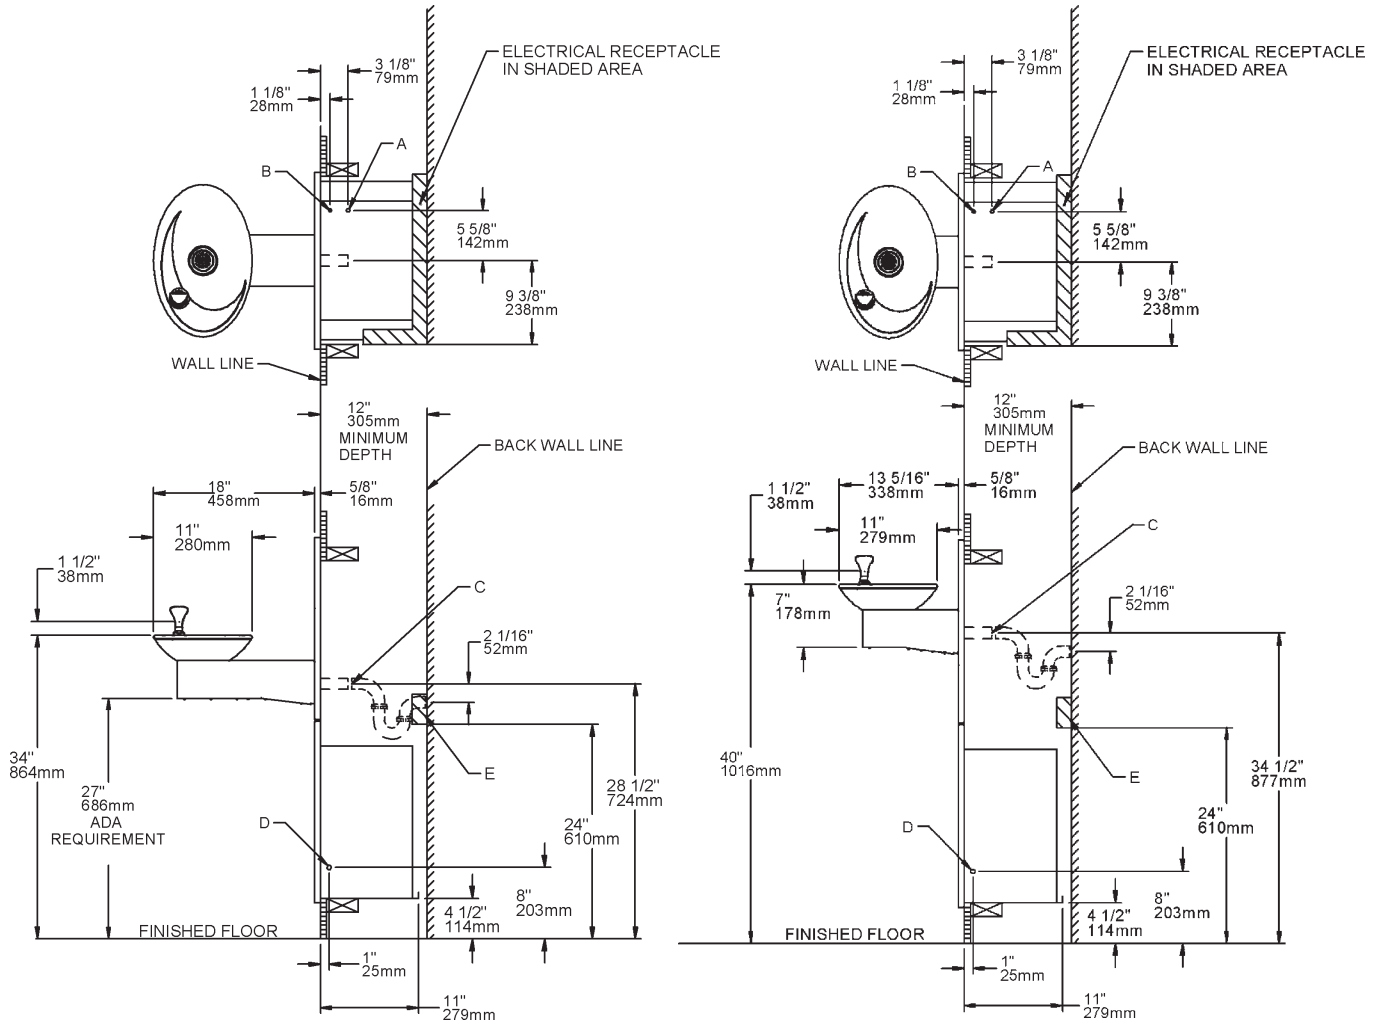 ELECTRICAL RECEPTACLE
IN SHADED AREA
3 1/8"
79mm
1 1/8"
28mm
A
B
5 5/8"
142mm
9 3/8"
238mm
WALL LINE
12"
305mm
MINIMUM
DEPTH
BACK WALL LINE
18"
458mm
5/8"
16mm
11"
280mm
1 1/2"
38mm
C
2 1/16"
52mm
34"
864mm
27"
686mm
ADA
REQUIREMENT
E
28 1/2"
724mm
D
24"
610mm
8"
203mm
4 1/2"
114mm
FINISHED FLOOR
1"
25mm
11"
279mm
ELECTRICAL RECEPTACLE
IN SHADED AREA
3 1/8"
79mm
1 1/8"
28mm
A
B
5 5/8"
142mm
9 3/8"
238mm
WALL LINE
12"
305mm
MINIMUM
DEPTH
BACK WALL LINE
13 5/16"
338mm
5/8"
16mm
1 1/2"
38mm
11"
279mm
C
7"
178mm
2 1/16"
52mm
40"
1016mm
34 1/2"
877mm
E
24"
610mm
D
8"
203mm
4 1/2"
114mm
FINISHED FLOOR
1"
25mm
11"
279mm